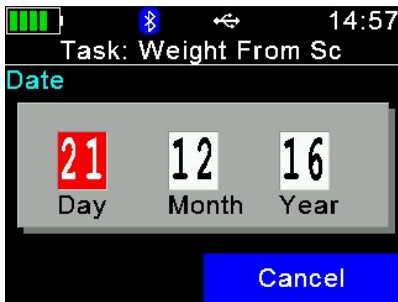 14:57
Task: Weight From Sc
Date
21 12 16
Day Month Year
Cancel